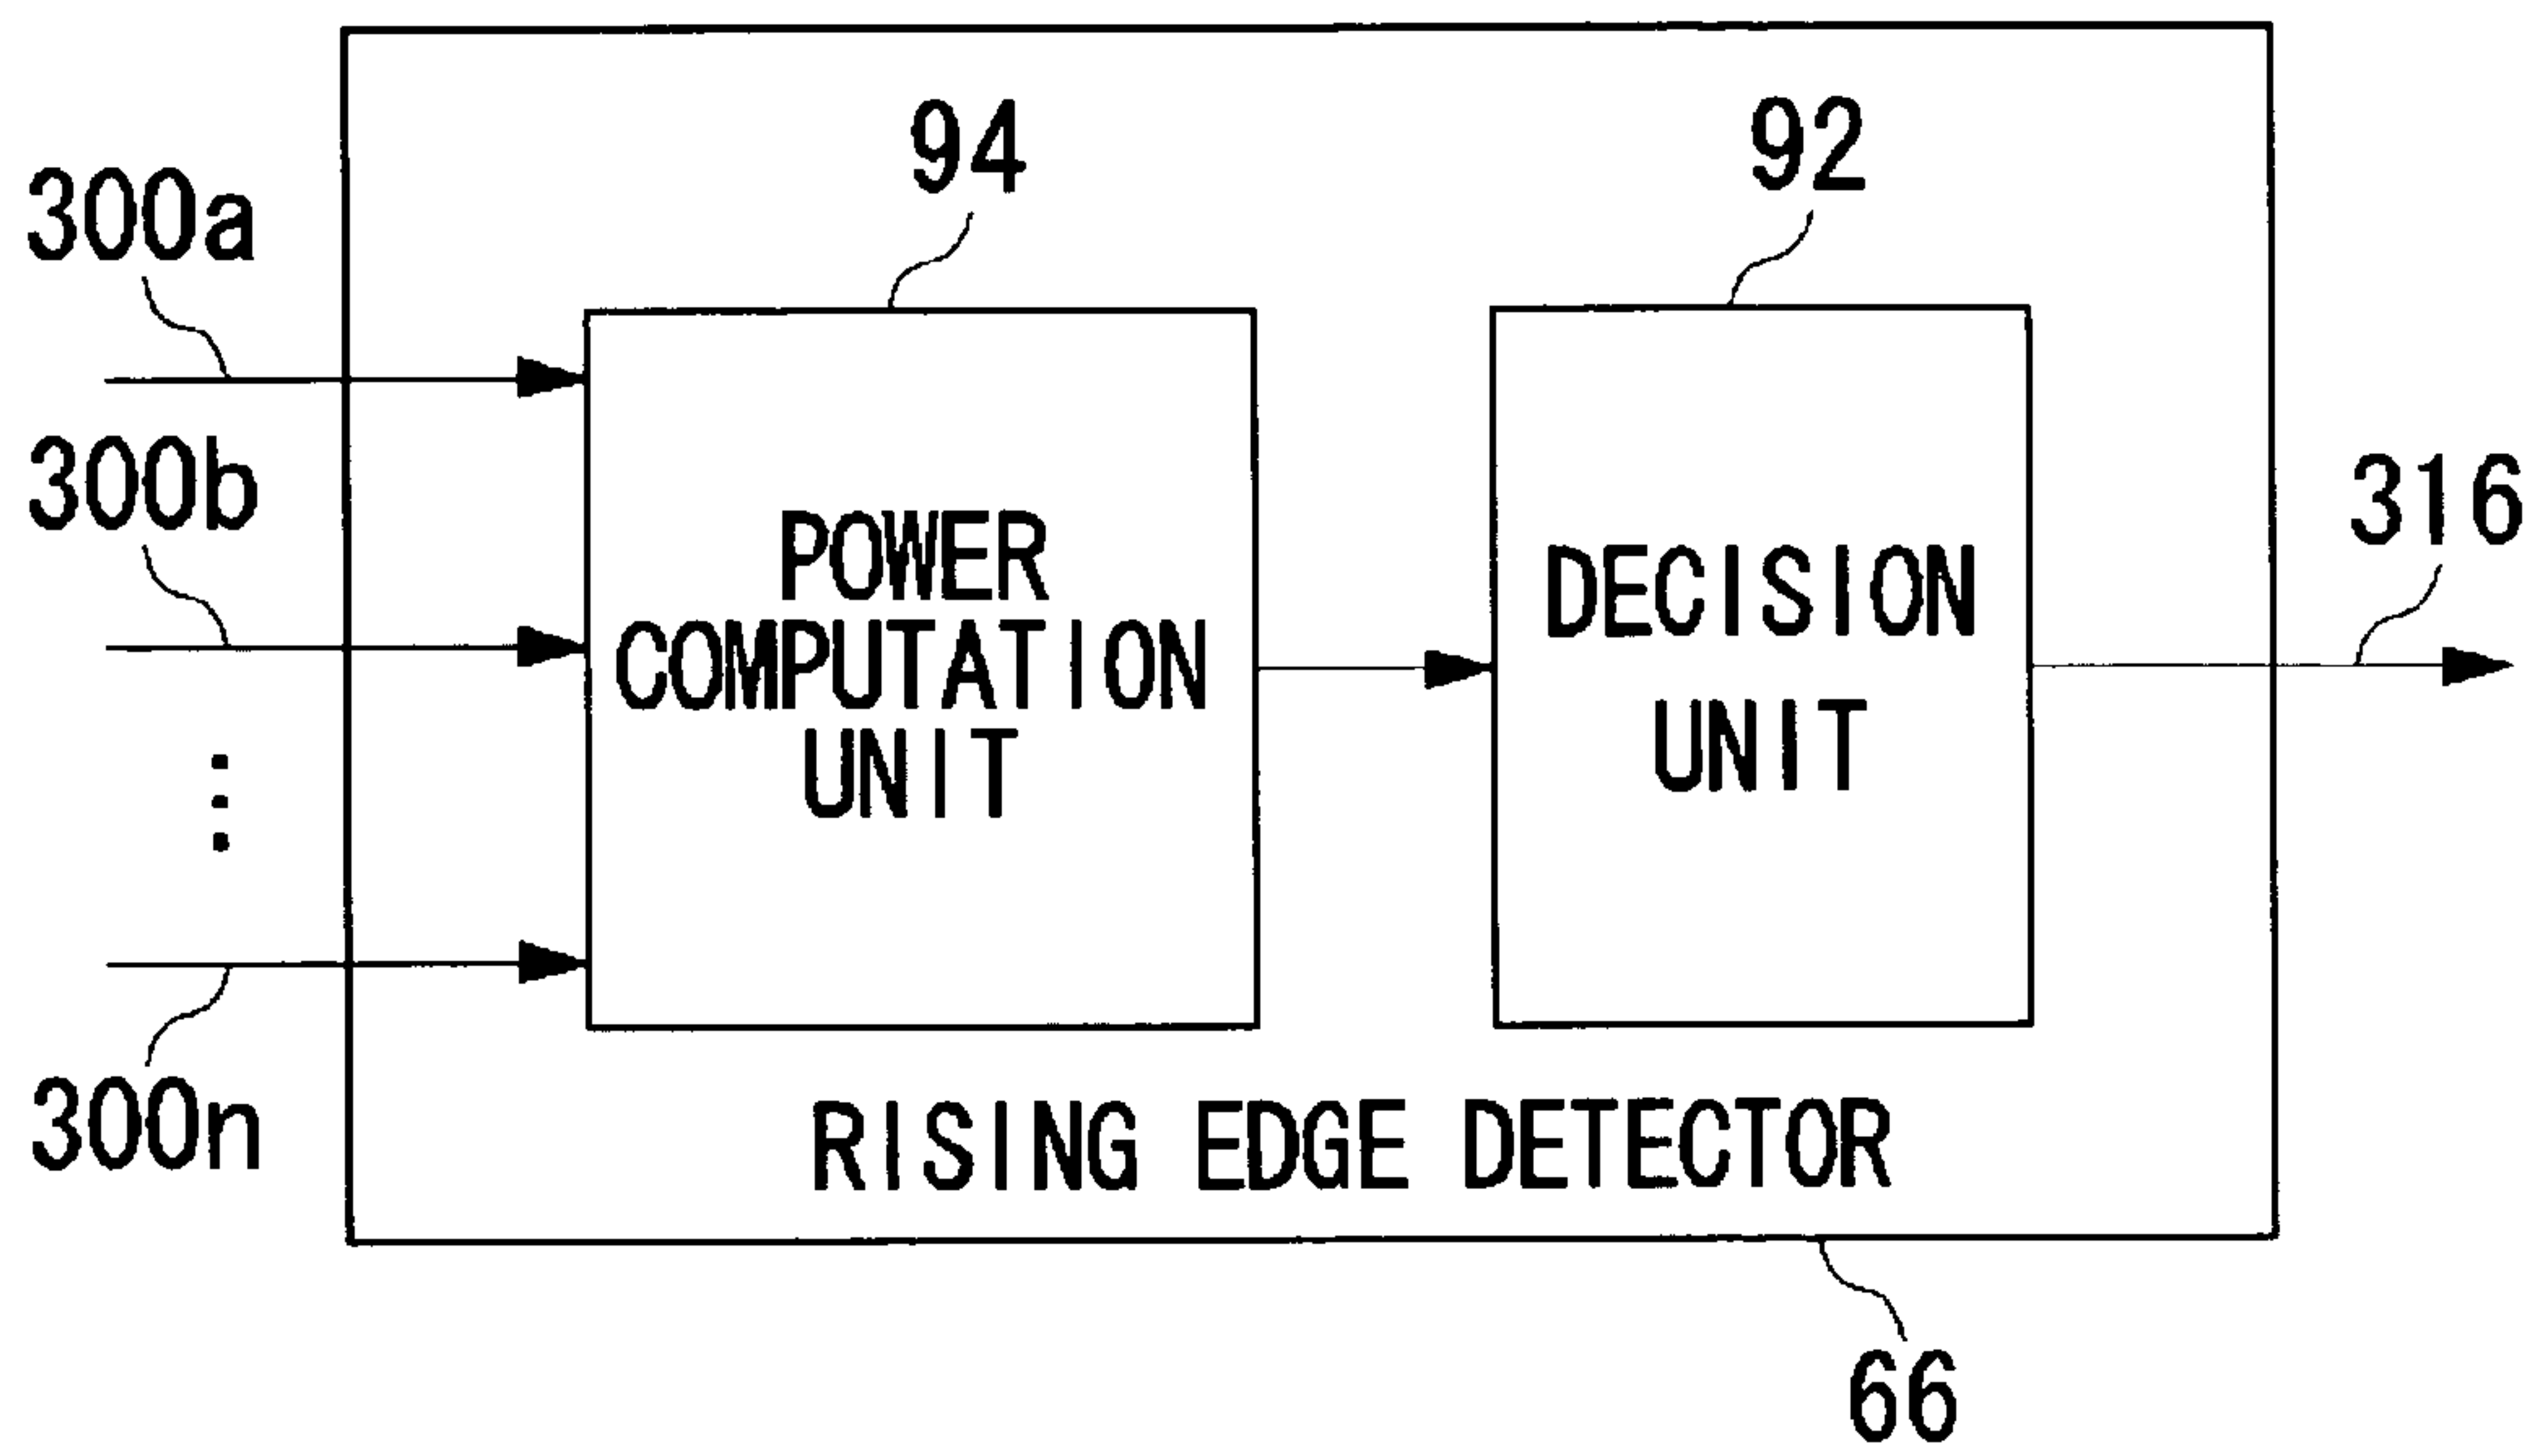 94
92
300a
300b
316
POWER
COMPUTATION
UNIT
DECISION
UNIT
300n
RISING EDGE DETECTOR
66